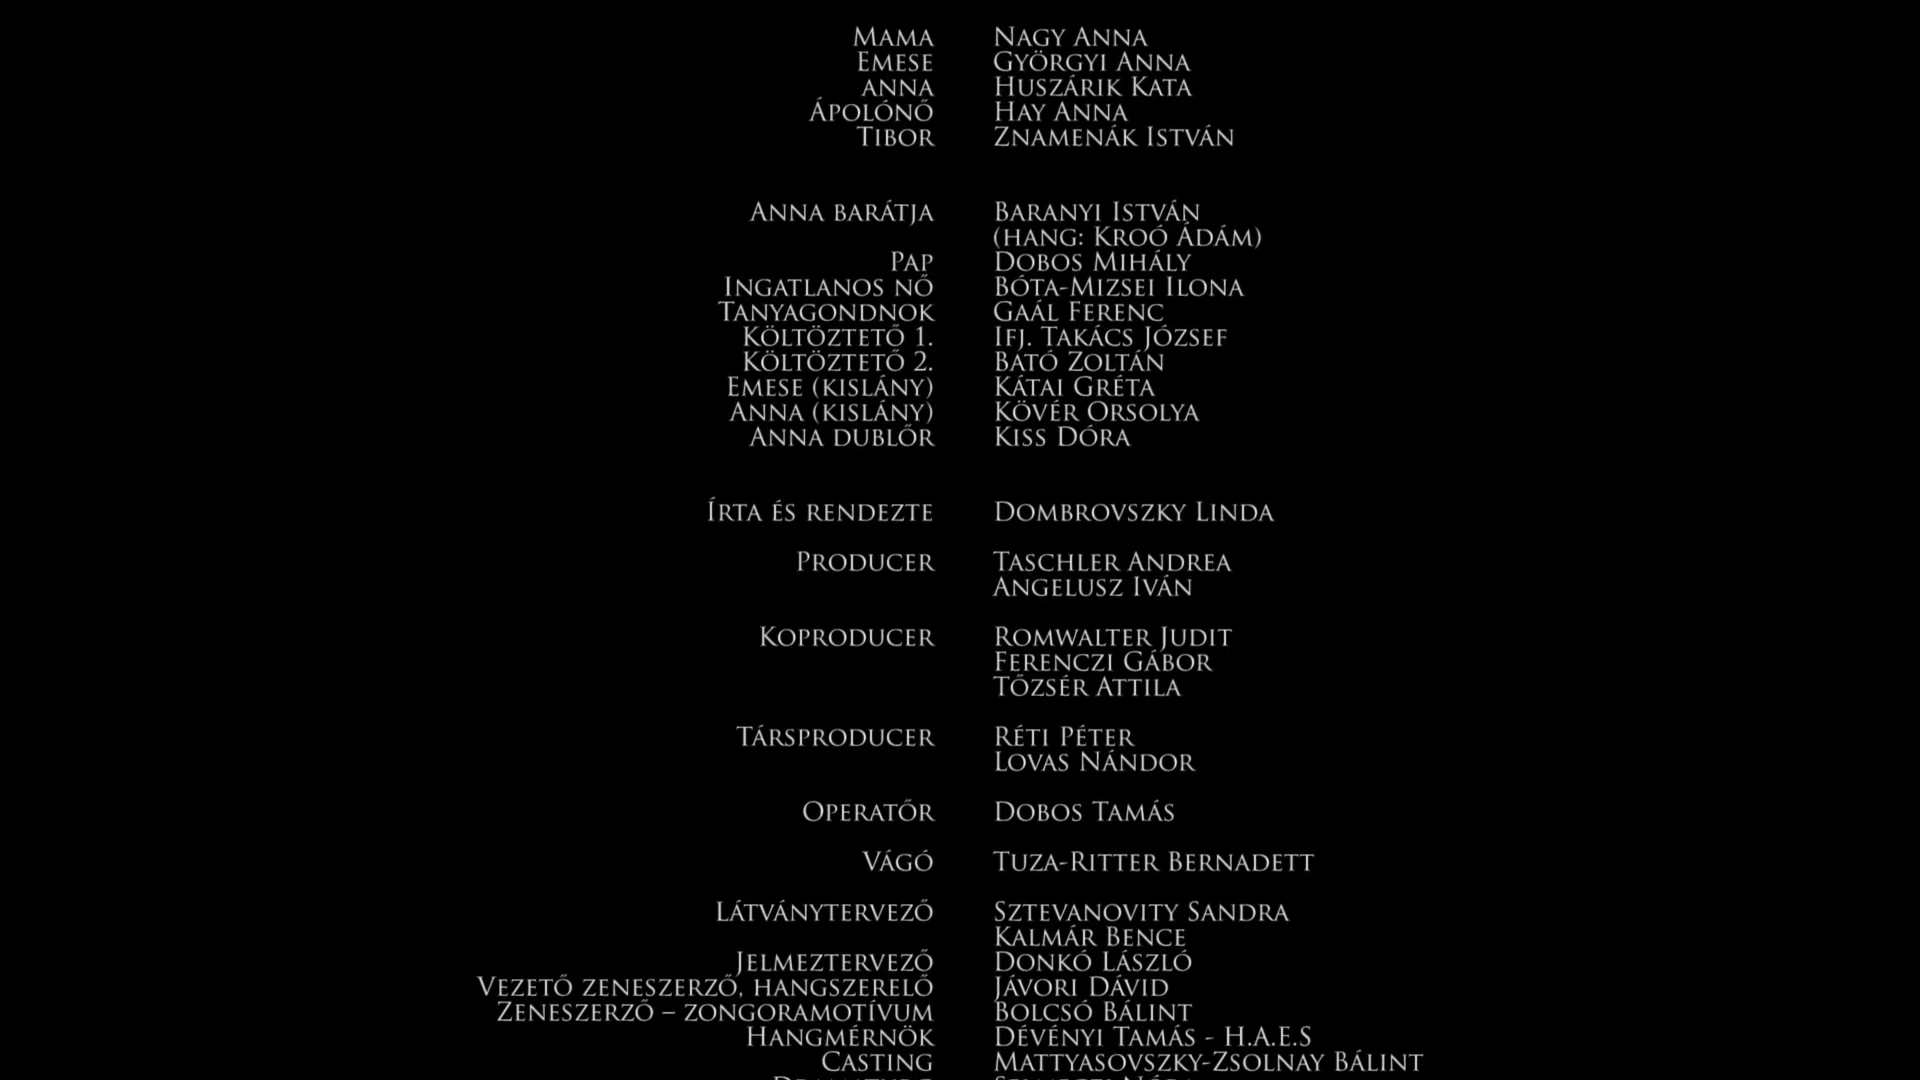 Mama Nagy Anna
Emese Györgyi Anna
Anna Huszárik Kata
Ápolónő Hay Anna
Tibor Znamenák István
Anna barátja Baranyi István
(hang: Kroó Ádám)
Pap Dobos Mihály
Ingatlanos nő Bóta-Mizsei Ilona
Tanyagondnok Gaál Ferenc
Költöztető 1. Ifj. Takács József
Költöztető 2. Bató Zoltán
Emese (kislány) Kátai Gréta
Anna (kislány) Kövér Orsolya
Anna dublőr Kiss Dóra
Írta és rendezte Dombrovszky Linda
Producer Taschler Andrea
Angelusz Iván
Koproducer Romwalter Judit
Ferenczi Gábor
Tőzsér Attila
Társproducer Réti Péter
Lovas Nándor
Operatőr Dobos Tamás
Vágó Tuza-Ritter Bernadett
Látványtervező Sztevanovity Sandra
Kalmár Bence
Jelmeztervező Donkó László
Vezető zeneszerző, hangszerelő Jávori Dávid
Zeneszerző – zongoramotívum Bolcsó Bálint
Hangmérnök Dévényi Tamás - H.A.E.S
Casting Mattyasovszky-Zsolnay Bálint